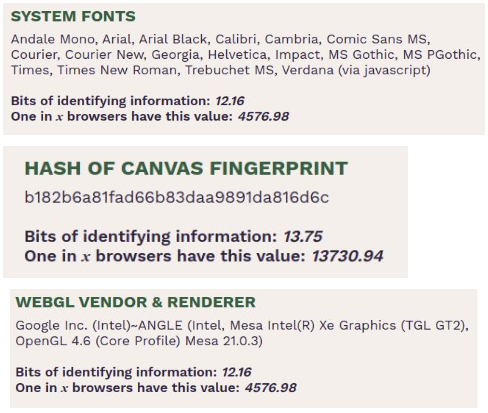 SYSTEM FONTS
Andale Mono, Arial, Arial Black, Calibri, Cambria, Comic Sans MS,
Courier, Courier New, Georgia, Helvetica, Impact, MS Gothic, MS PGothic,
Times, Times New Roman, Trebuchet MS, Verdana (via javascript)
Bits of identifying information: 12.16
One in x browsers have this value: 4576.98
HASH OF CANVAS FINGERPRINT
b182b6a81fad66b83daa9891da816d6c
Bits of identifying information: 13.75
One in x browsers have this value: 13730.94
WEBGL VENDOR & RENDERER
Google Inc. (Intel)~ANGLE (Intel, Mesa Intel(R) Xe Graphics (TGL GT2),
OpenGL 4.6 (Core Profile) Mesa 21.0.3)
Bits of identifying information: 12.16
One in x browsers have this value: 4576.98